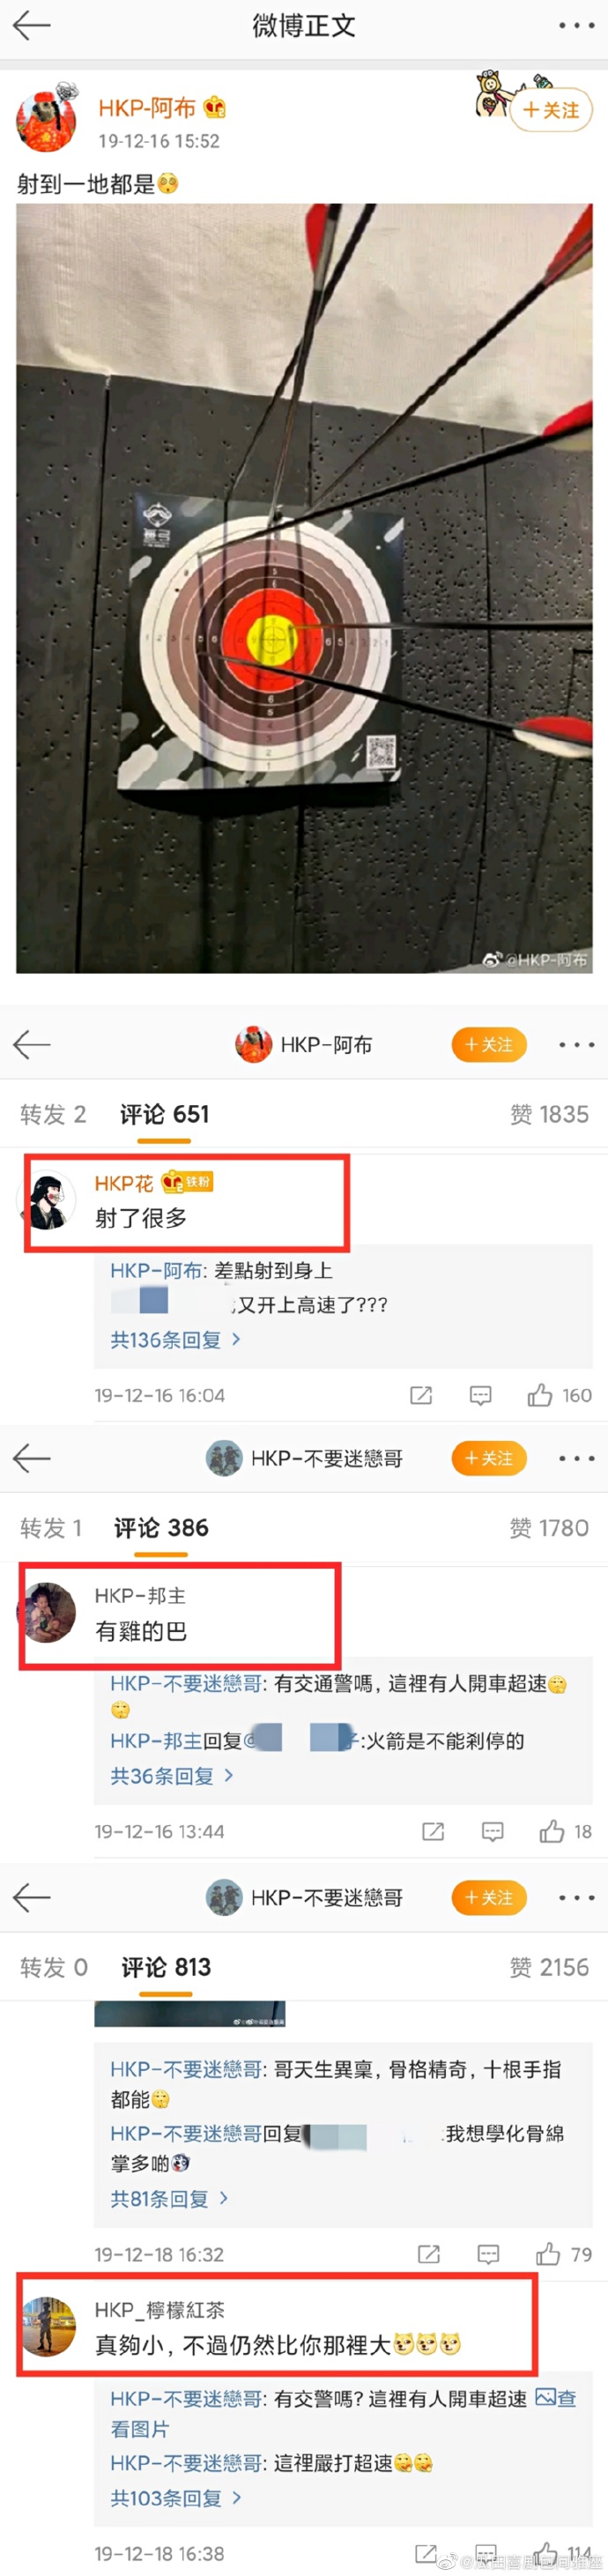 微博正文
HKP-阿布
+关注
19-12-16 15:52
射到一地都是
@HKP-阿布
HKP-阿布
+关注
转发 2 评论 651 赞 1835
HKP花 铁粉
射了很多
HKP-阿布: 差點射到身上
又开上高速了???
共136条回复 >
19-12-16 16:04 160
HKP-不要迷戀哥
+关注
转发 1 评论 386 赞 1780
HKP-邦主
有雞的巴
HKP-不要迷戀哥: 有交通警嗎, 這裡有人開車超速
HKP-邦主回复@
:火箭是不能剎停的
共36条回复 >
19-12-16 13:44 18
HKP-不要迷戀哥
+关注
转发 0 评论 813 赞 2156
HKP-不要迷戀哥: 哥天生異稟, 骨格精奇, 十根手指
都能
HKP-不要迷戀哥回复
:我想學化骨綿
掌多啲
共81条回复 >
19-12-18 16:32 79
HKP_檸檬紅茶
真夠小, 不過仍然比你那裡大
HKP-不要迷戀哥: 有交警嗎? 這裡有人開車超速 查
看图片
HKP-不要迷戀哥: 這裡嚴打超速
共103条回复 >
19-12-18 16:38 114